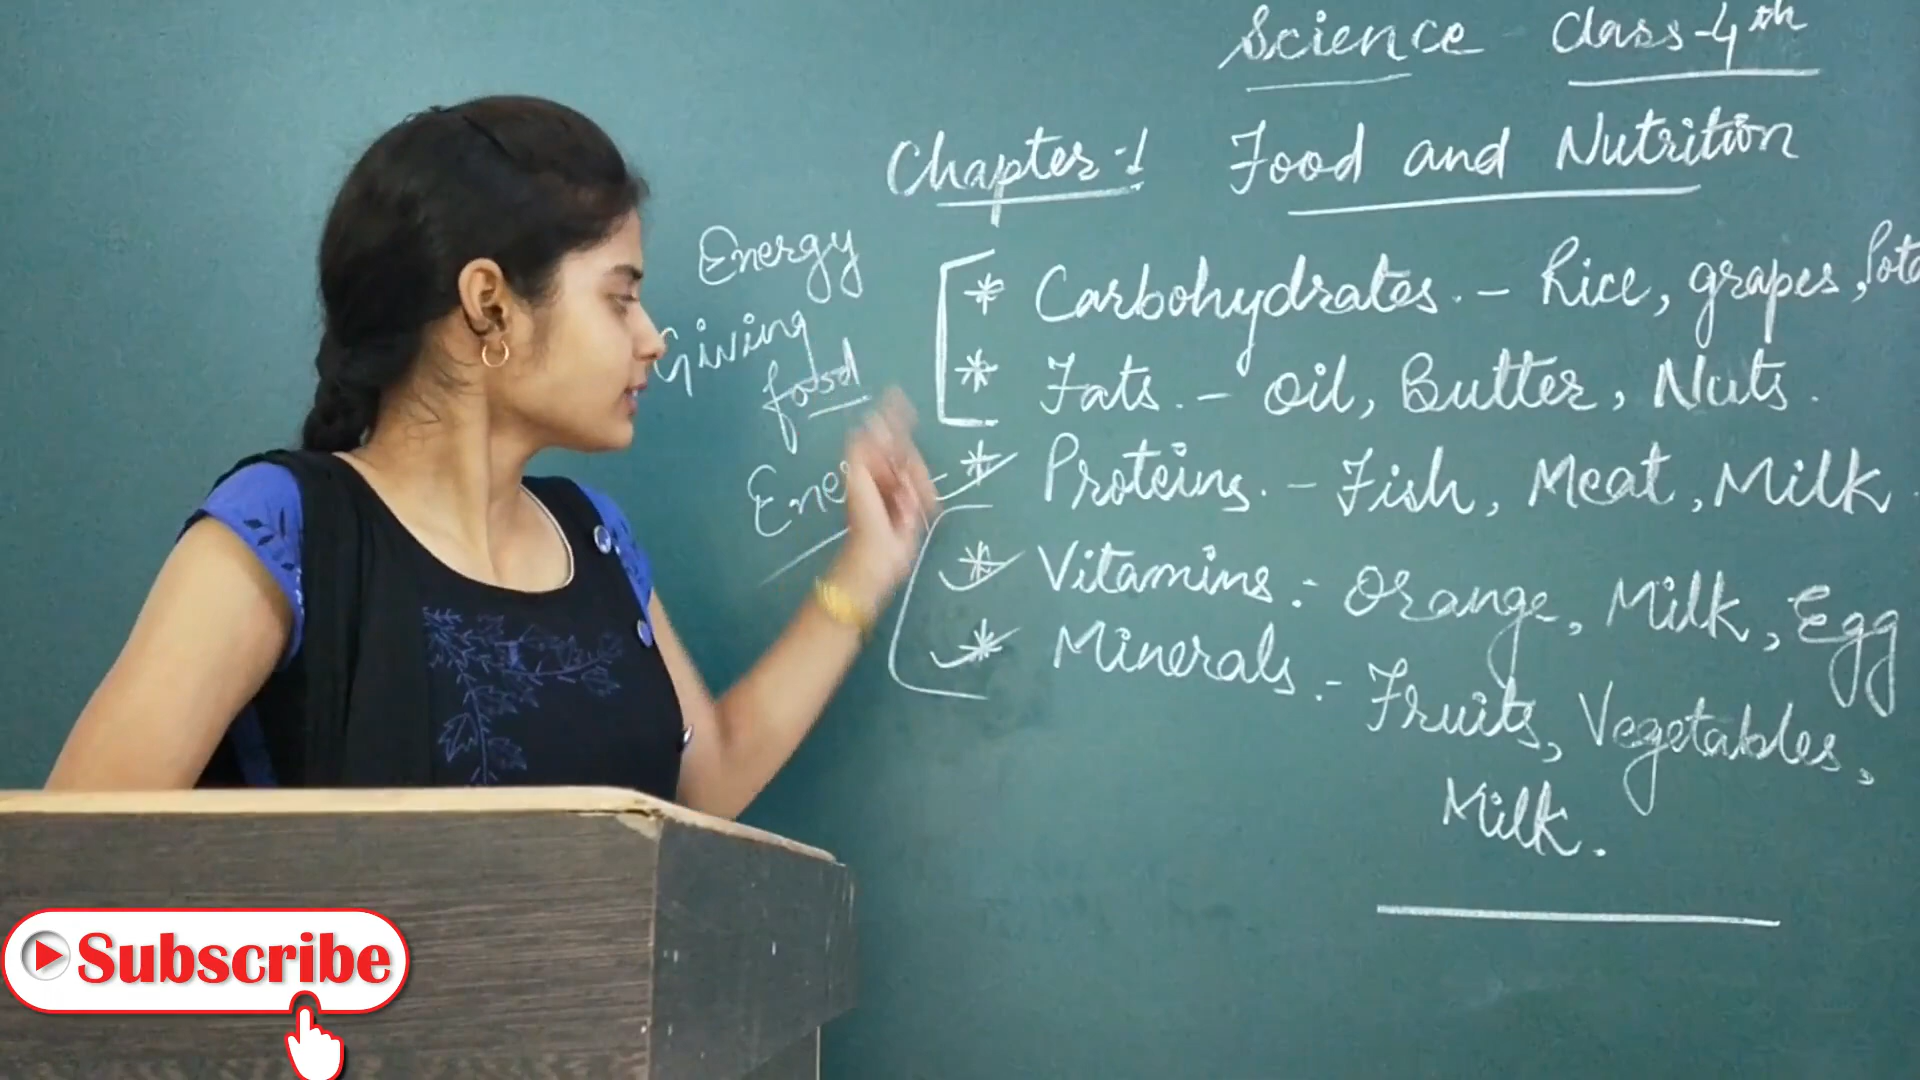 Science Class-4th
Chapter-1 Food and Nutrition
Energy
Giving
food
* Carbohydrates. - Rice, grapes,
* Fats. - Oil, Butter, Nuts.
* Proteins. - Fish, Meat, Milk.
* Vitamins :- Orange, Milk, Egg
* Minerals :- Fruits, Vegetables,
Milk.
Subscribe